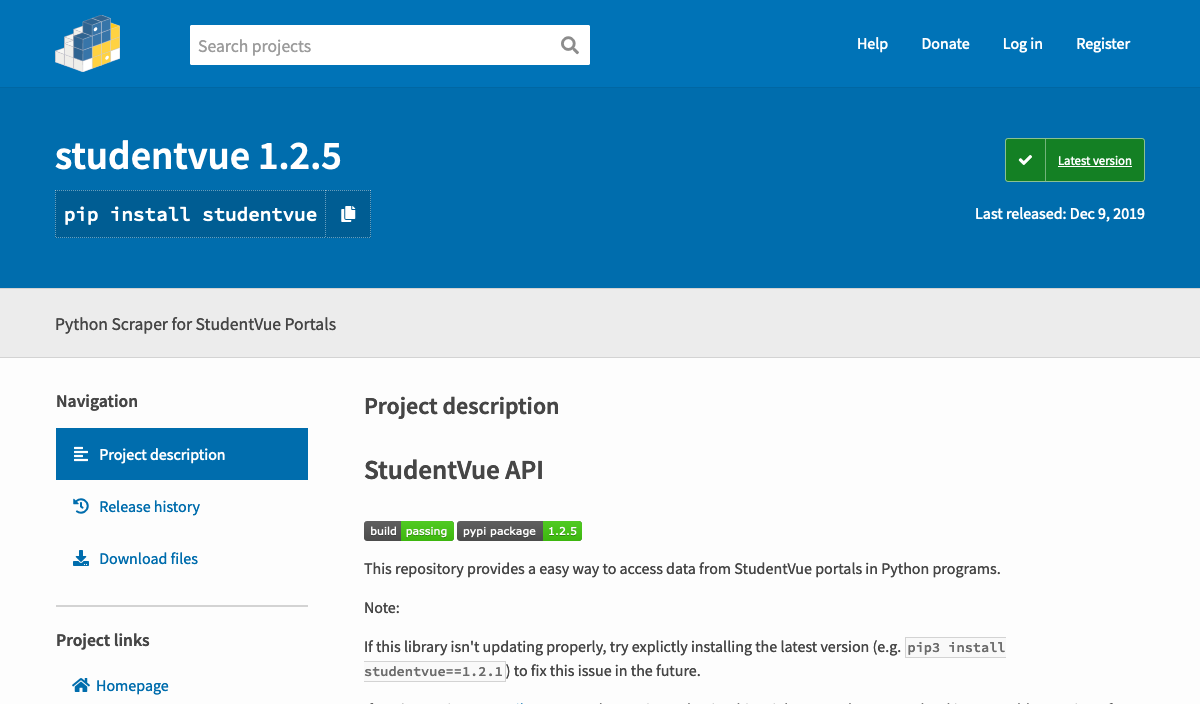 Search projects
Help
Donate
Log in
Register
studentvue 1.2.5
pip install studentvue
Latest version
Last released: Dec 9, 2019
Python Scraper for StudentVue Portals
Navigation
Project description
Release history
Download files
Project links
Homepage
Project description
StudentVue API
build passing pypi package 1.2.5
This repository provides a easy way to access data from StudentVue portals in Python programs.
Note:
If this library isn't updating properly, try explictly installing the latest version (e.g. pip3 install
studentvue==1.2.1) to fix this issue in the future.